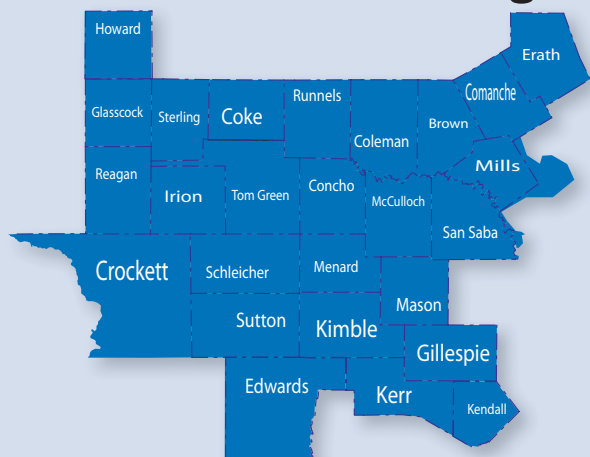 Howard
Erath
Comanche
Glasscock
Sterling
Coke
Runnels
Coleman
Brown
Mills
Reagan
Irion
Tom Green
Concho
McCulloch
San Saba
Crockett
Schleicher
Menard
Mason
Sutton
Kimble
Gillespie
Edwards
Kerr
Kendall